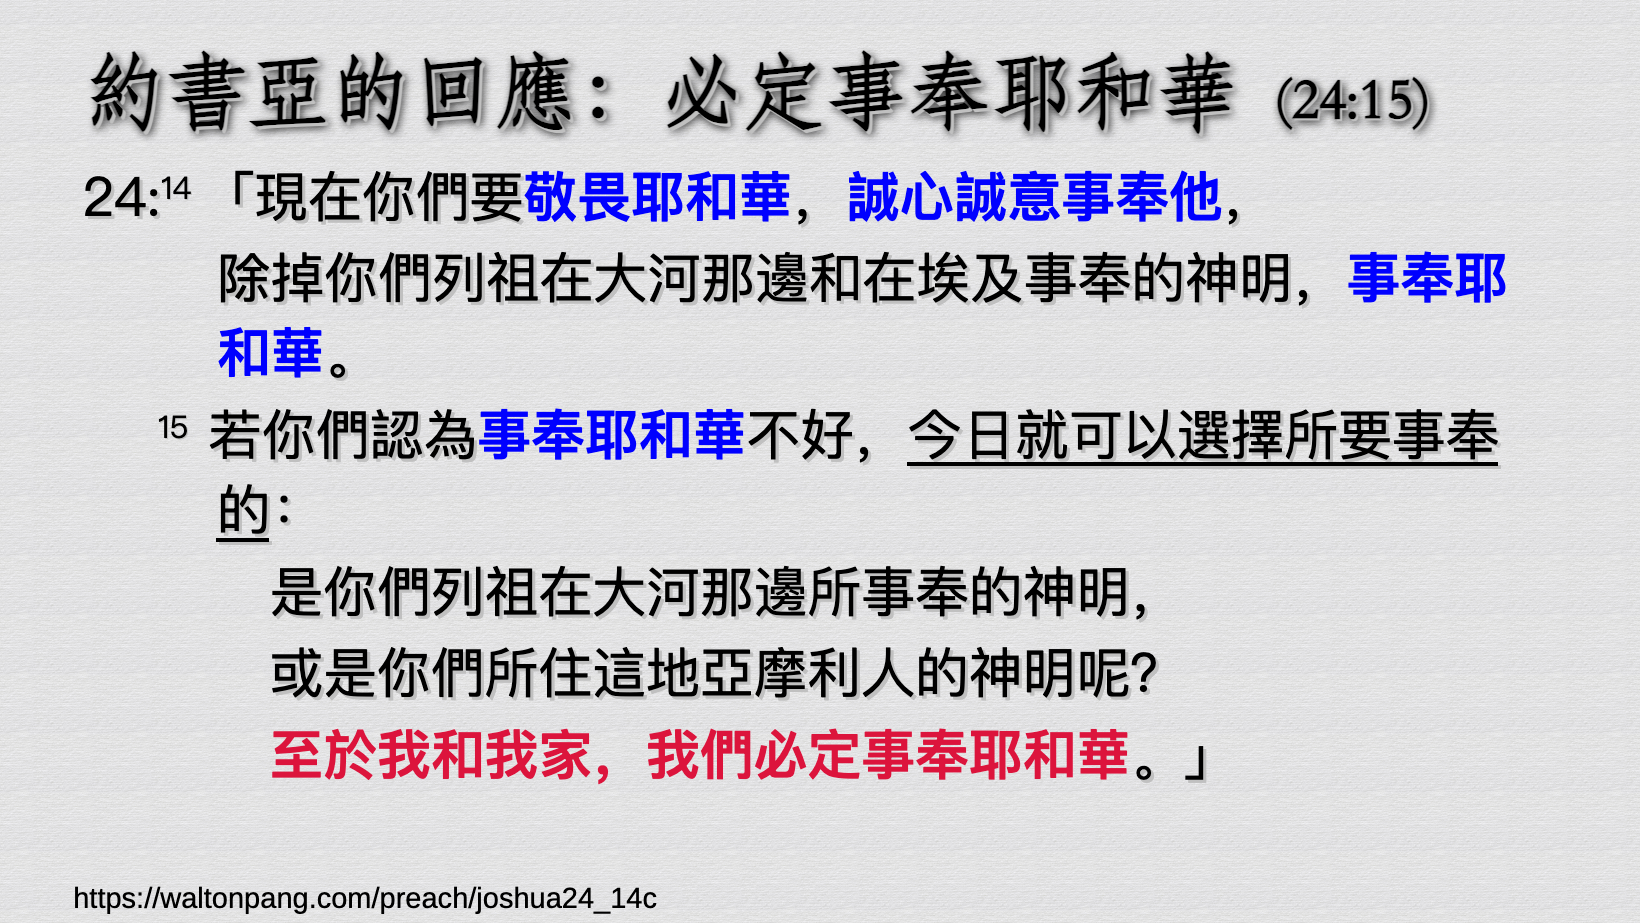 約書亞的回應：必定事奉耶和華 (24:15)
24:14 「現在你們要敬畏耶和華，誠心誠意事奉他，
除掉你們列祖在大河那邊和在埃及事奉的神明，事奉耶
和華。
15 若你們認為事奉耶和華不好，今日就可以選擇所要事奉
的：
是你們列祖在大河那邊所事奉的神明，
或是你們所住這地亞摩利人的神明呢？
至於我和我家，我們必定事奉耶和華。」
https://waltonpang.com/preach/joshua24_14c